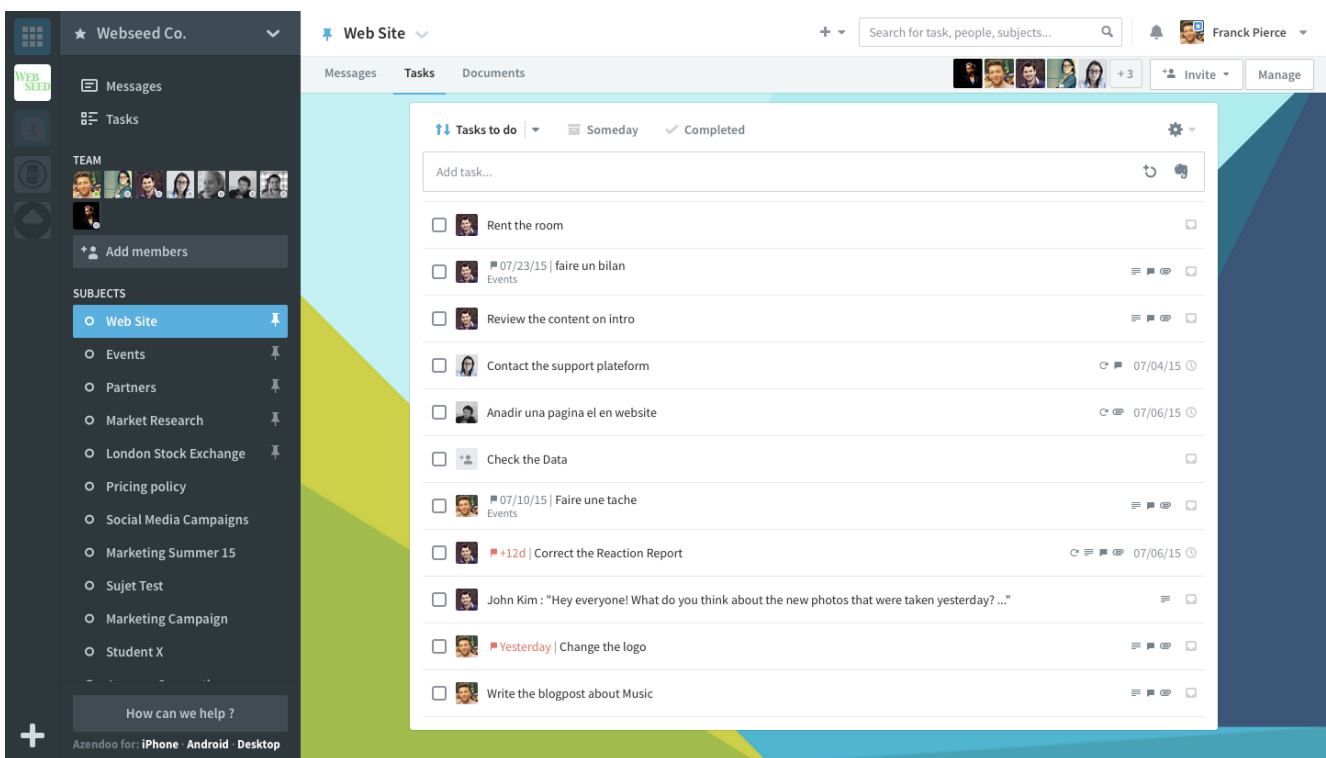 Webseed Co.
Web Site
Search for task, people, subjects...
Franck Pierce
WEB
SEED
Messages
Tasks
TEAM
Add members
SUBJECTS
Web Site
Events
Partners
Market Research
London Stock Exchange
Pricing policy
Social Media Campaigns
Marketing Summer 15
Sujet Test
Marketing Campaign
Student X
How can we help ?
Azendoo for: iPhone · Android · Desktop
Messages Tasks Documents
+ 3 Invite Manage
Tasks to do Someday Completed
Add task...
Rent the room
07/23/15 | faire un bilan
Events
Review the content on intro
Contact the support plateform 07/04/15
Anadir una pagina el en website 07/06/15
Check the Data
07/10/15 | Faire une tache
Events
+12d | Correct the Reaction Report 07/06/15
John Kim : "Hey everyone! What do you think about the new photos that were taken yesterday? ..."
Yesterday | Change the logo
Write the blogpost about Music